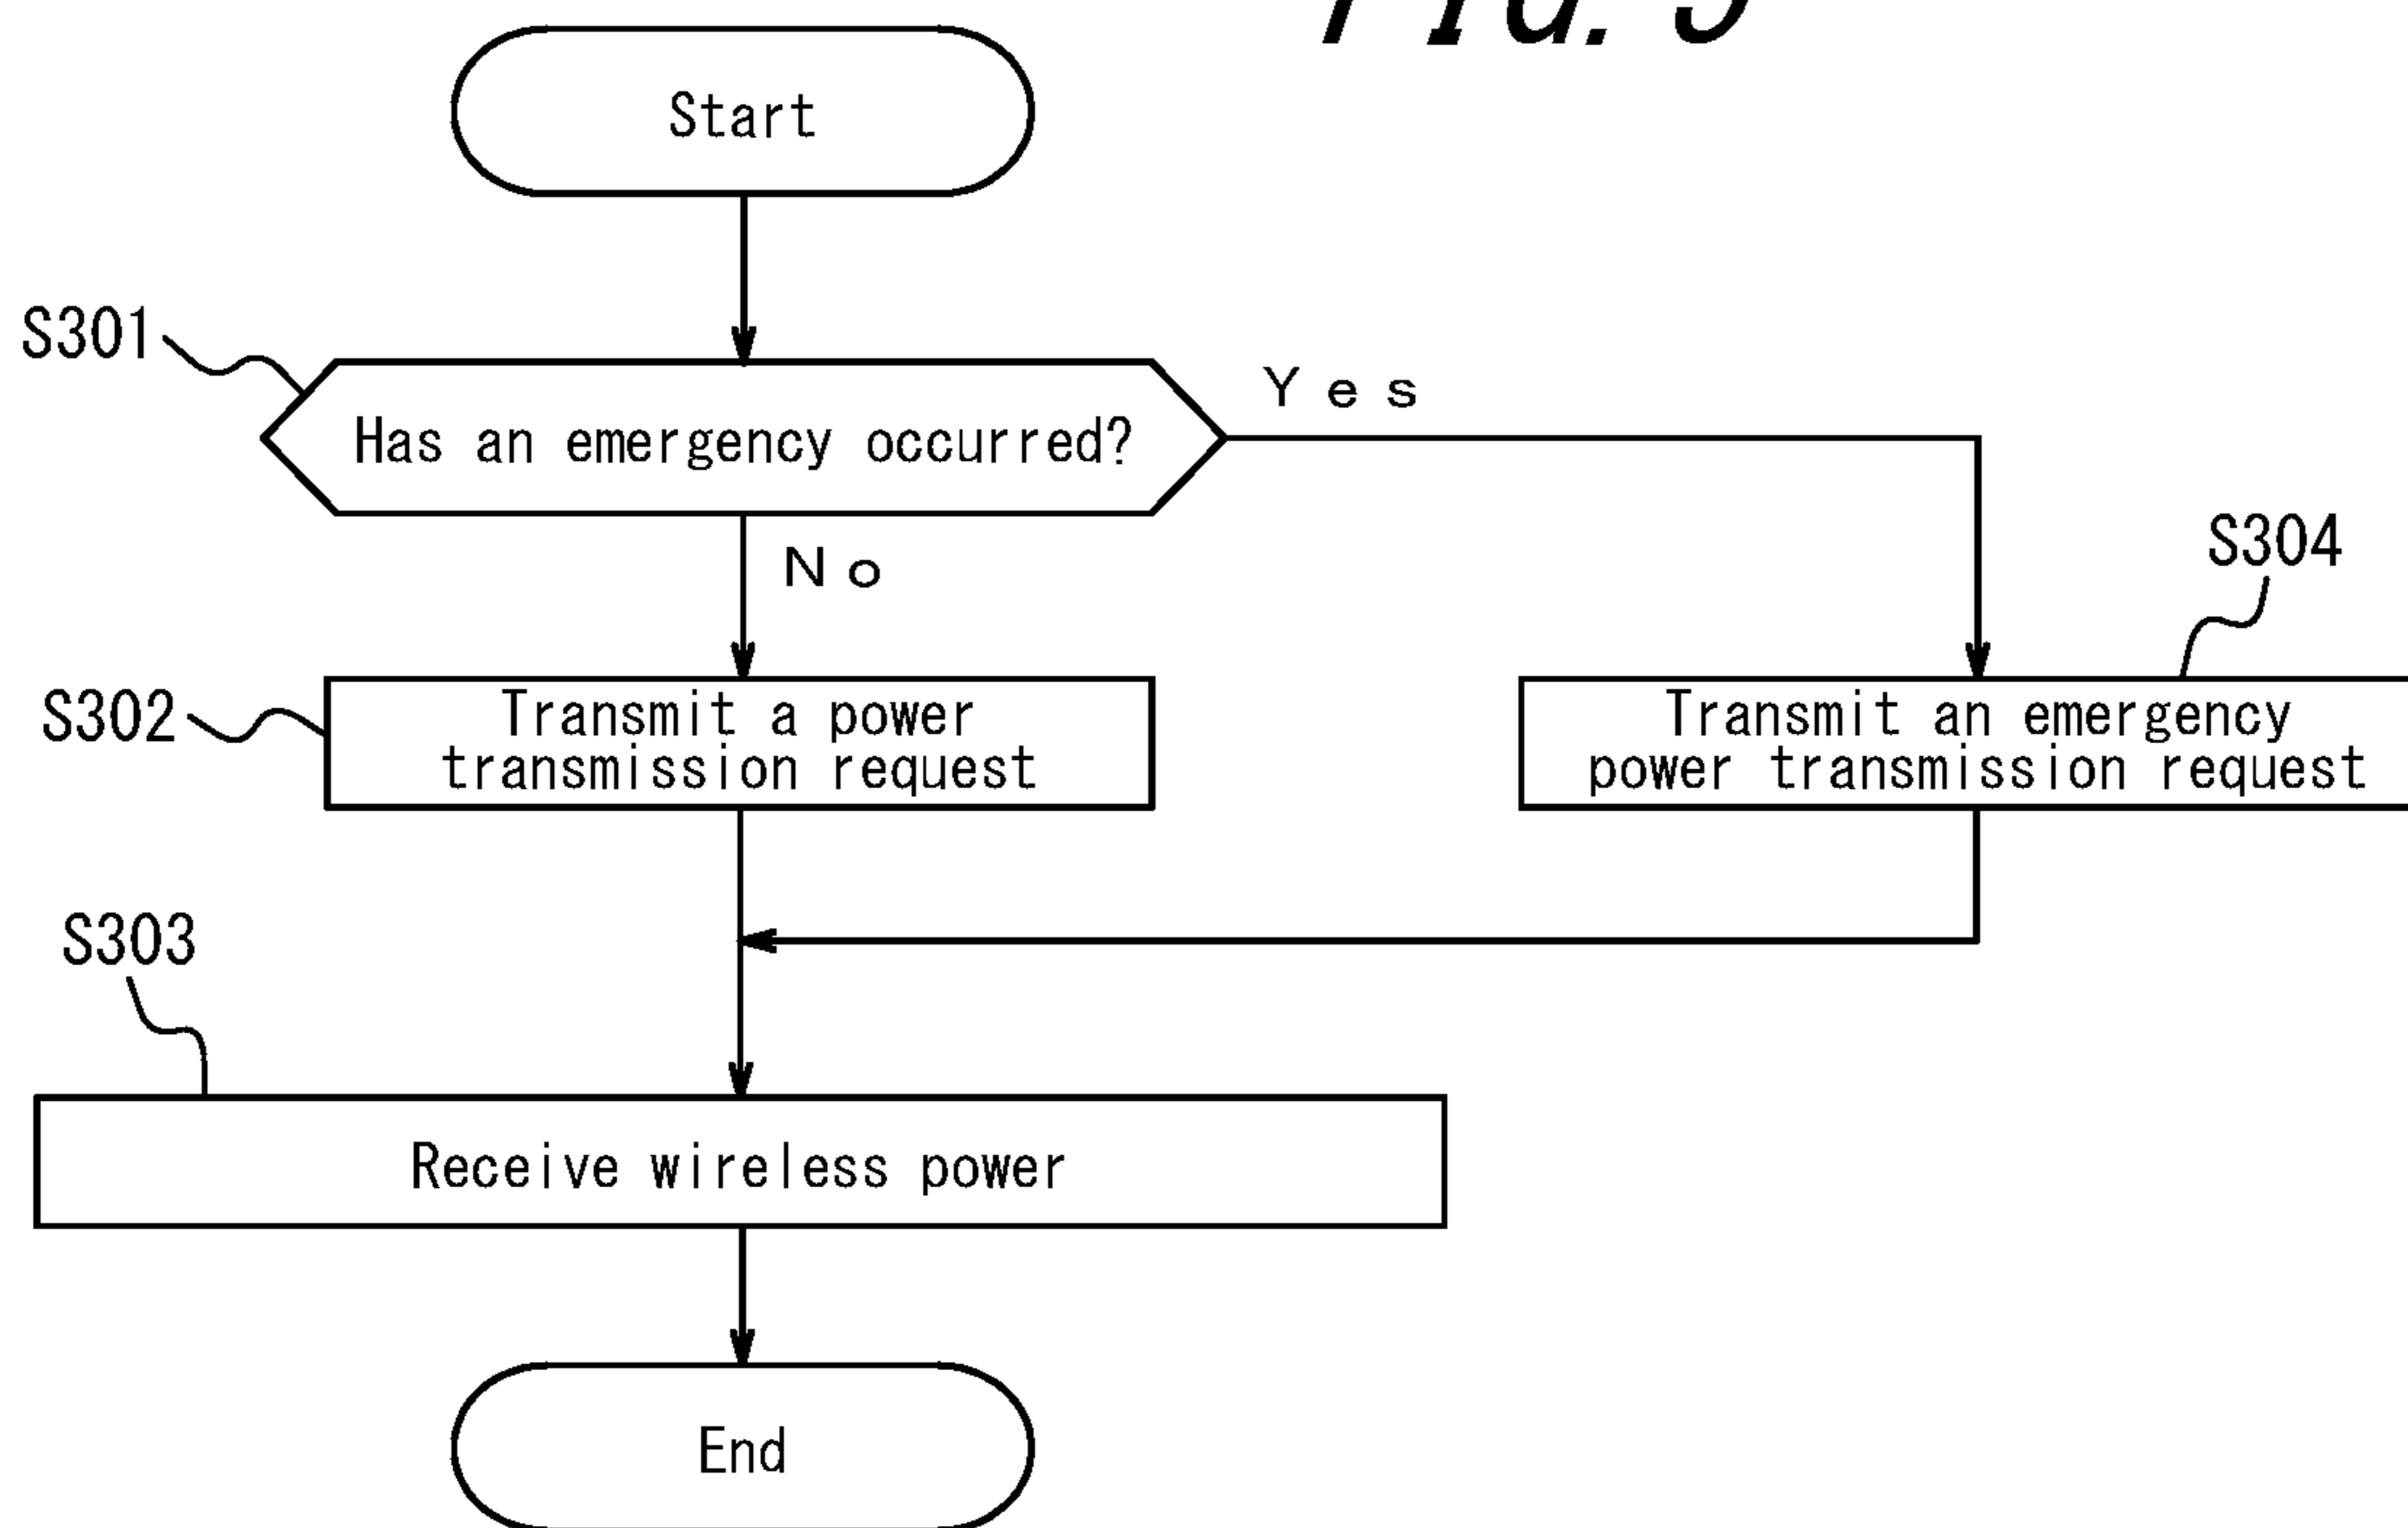 Start
S301
Has an emergency occurred?
Yes
No
S304
S302
Transmit a power
transmission request
Transmit an emergency
power transmission request
S303
Receive wireless power
End